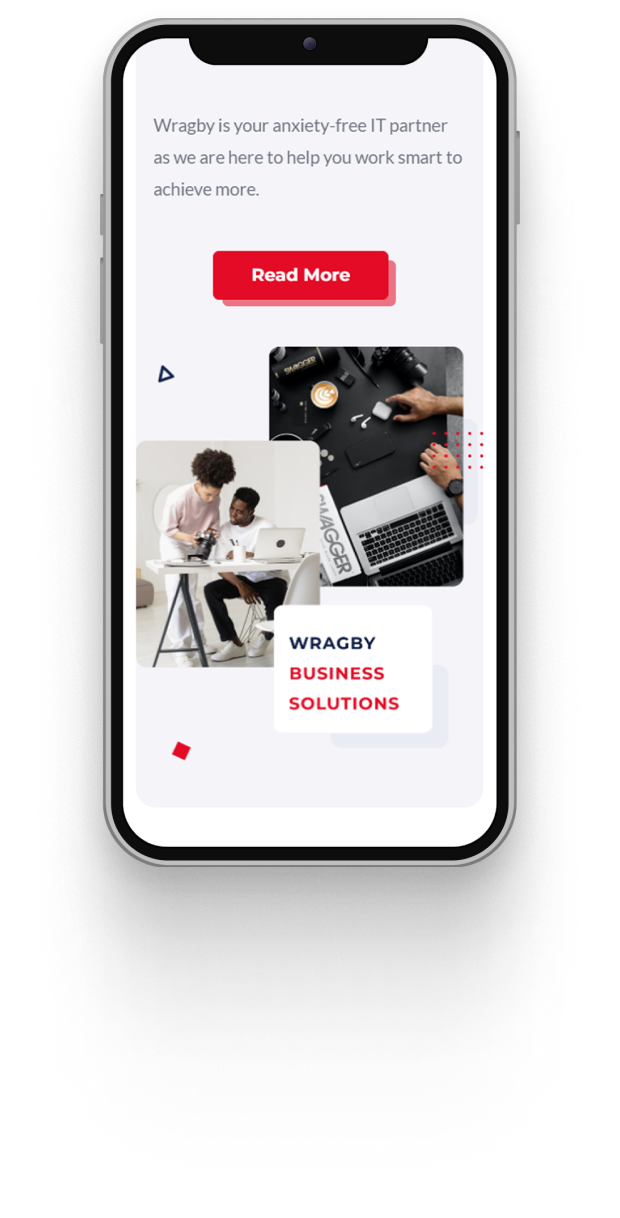 Wragby is your anxiety-free IT partner
as we are here to help you work smart to
achieve more.
Read More
SWAGGER
SWAGGER
WRAGBY
BUSINESS
SOLUTIONS